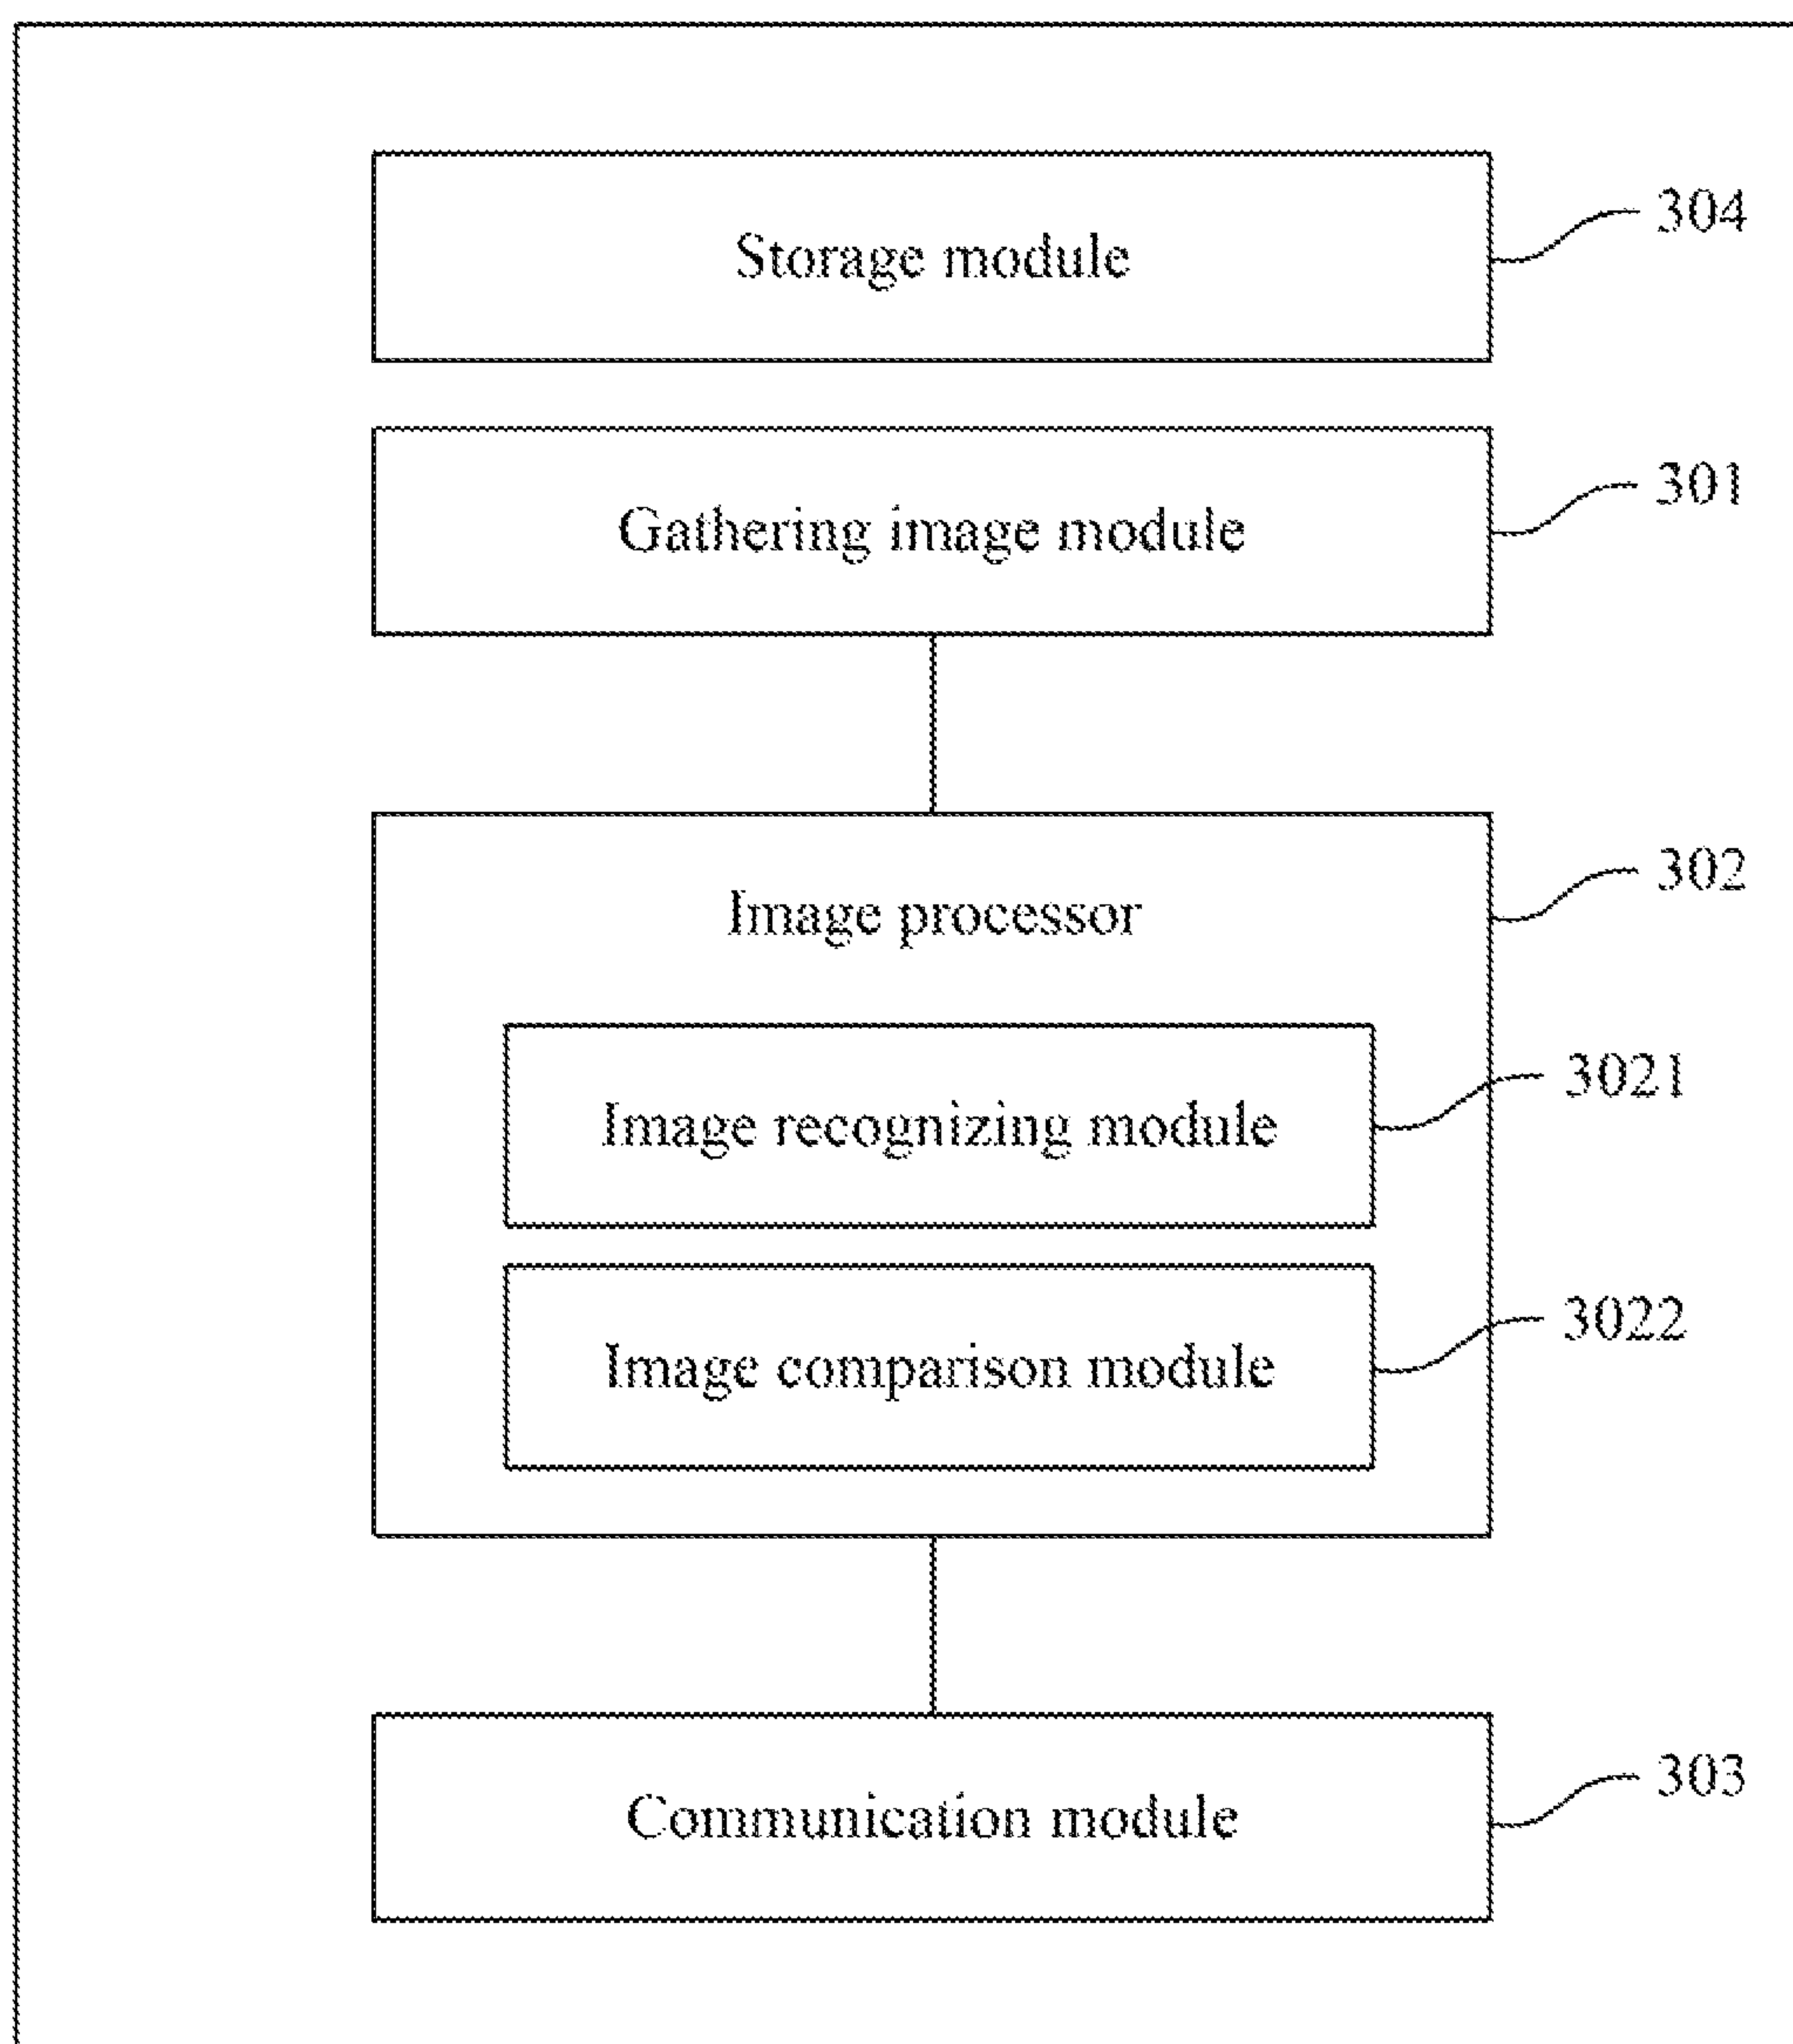 Storage module
304
Gathering image module
301
Image processor
302
Image recognizing module
3021
Image comparison module
3022
Communication module
303